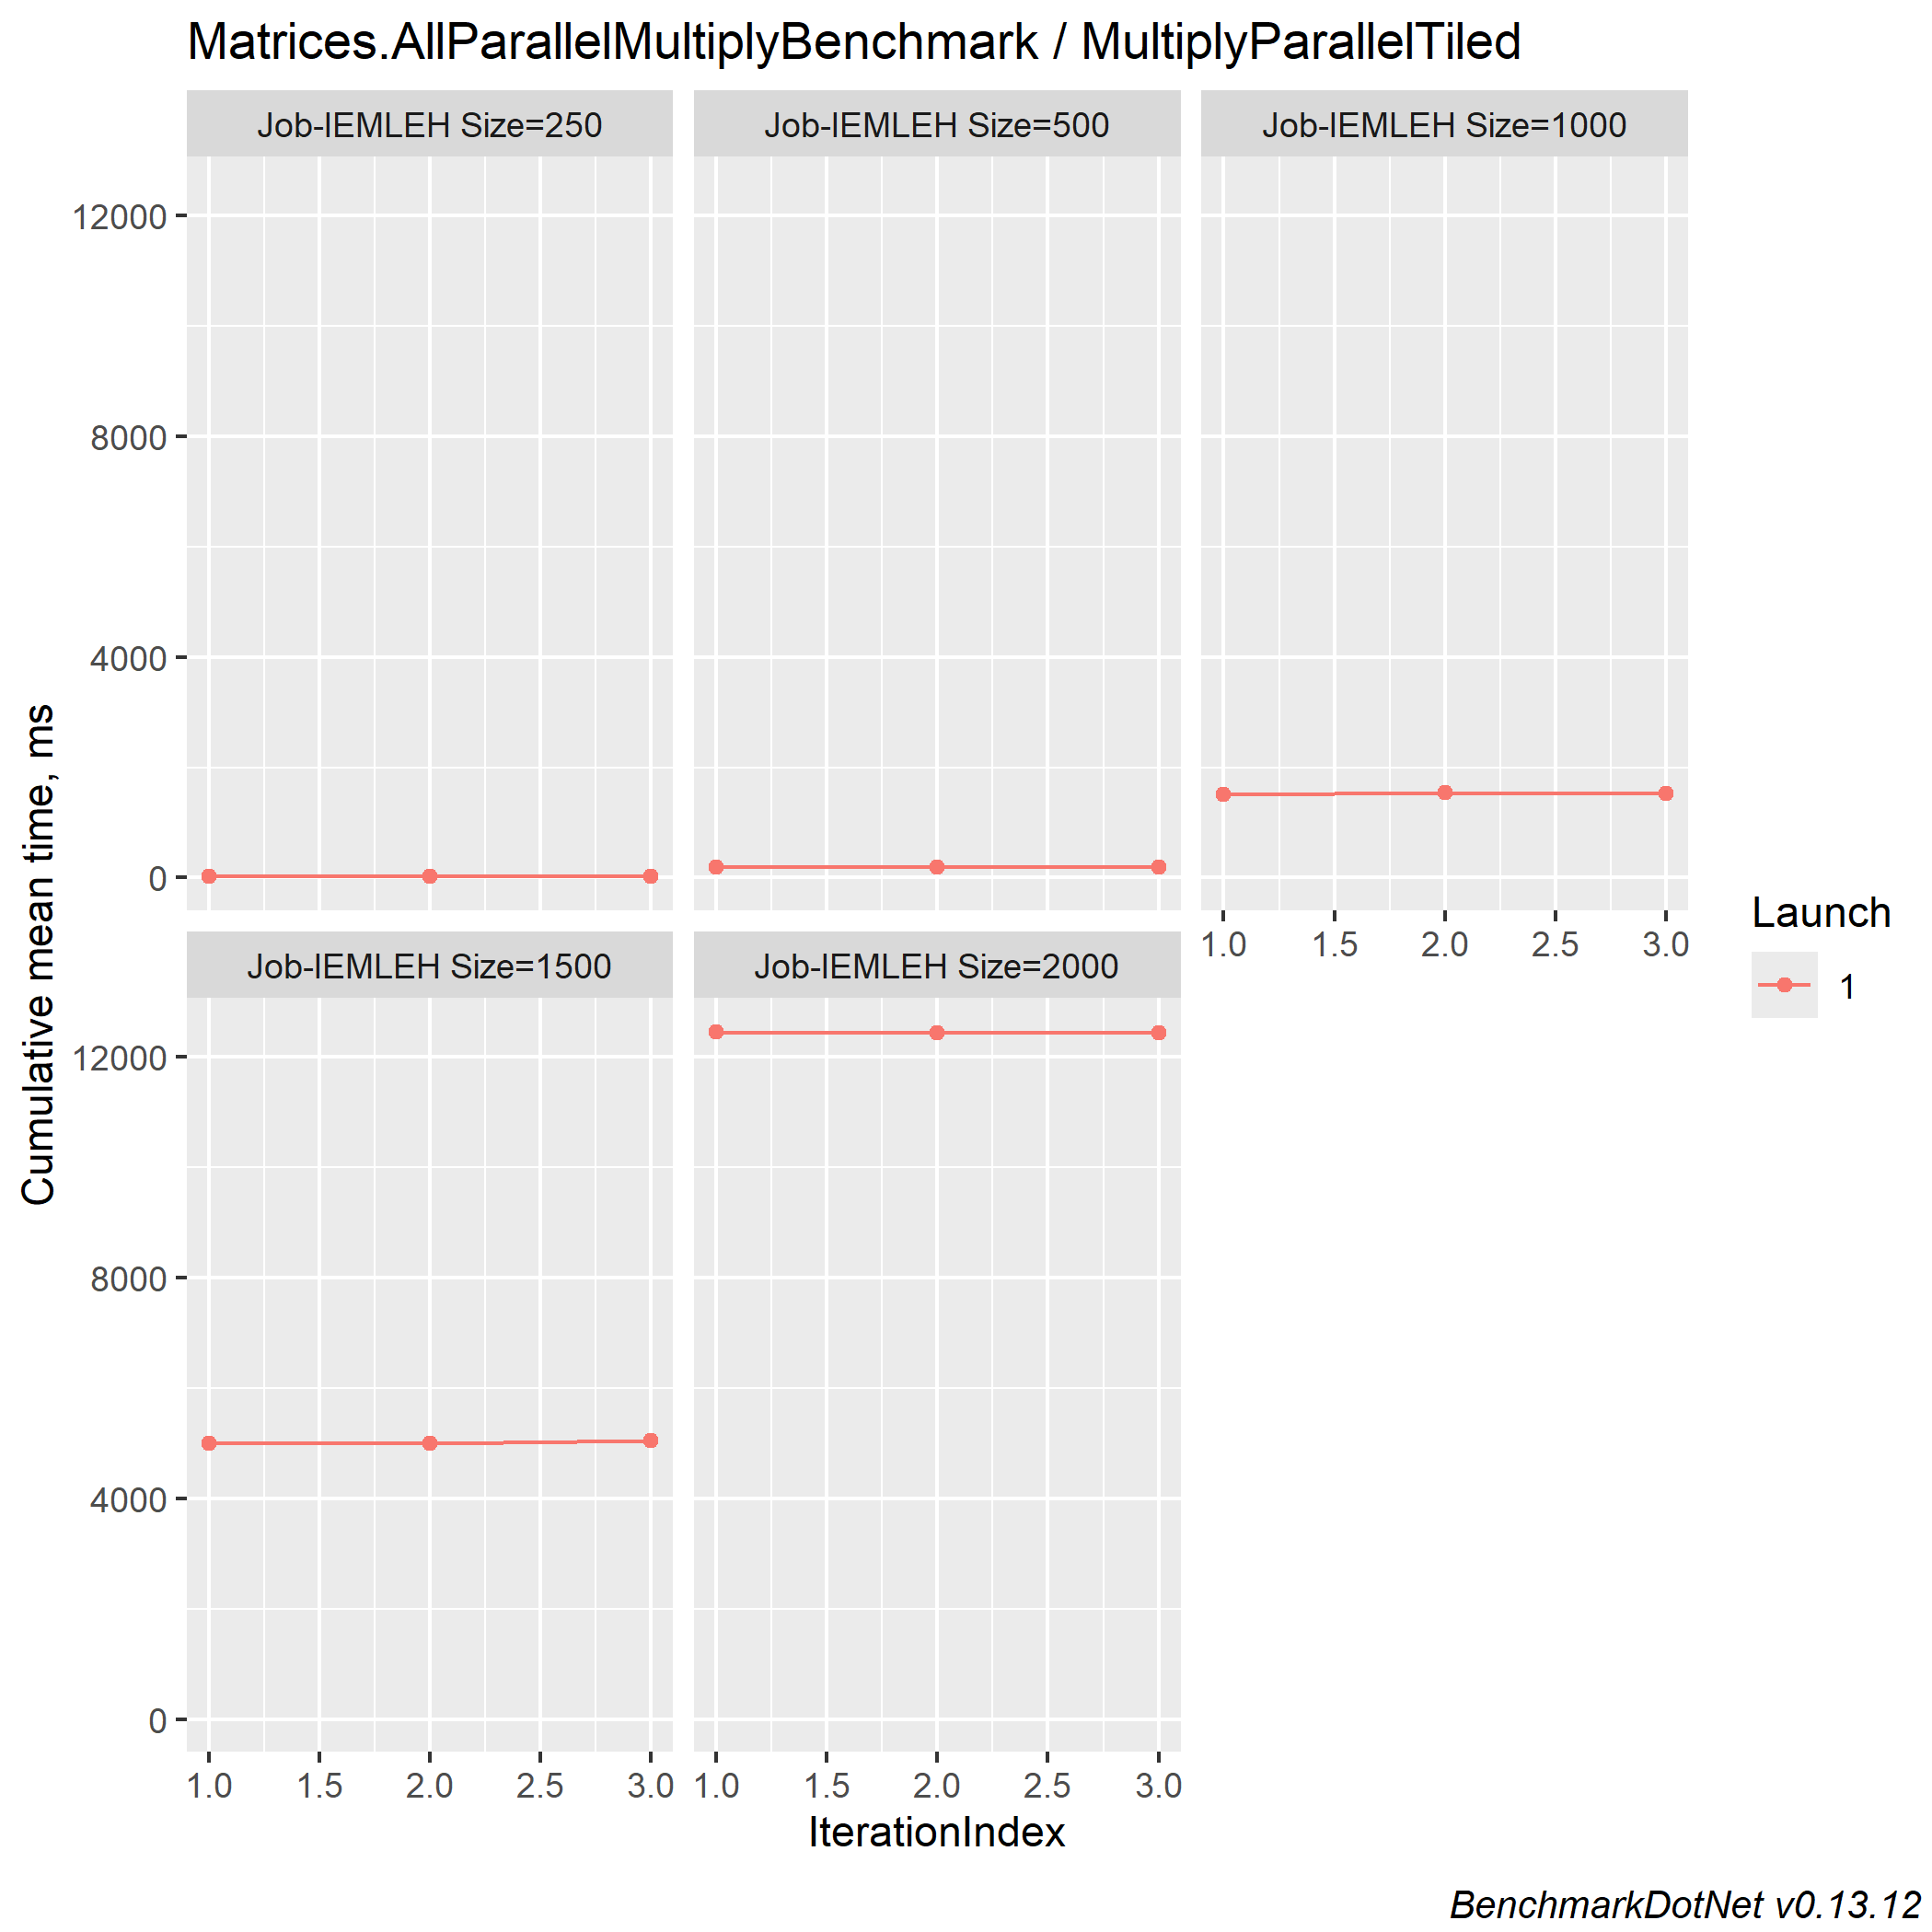 Matrices.AllParallelMultiplyBenchmark / MultiplyParallelTiled
Job-IEMLEH Size=250
Job-IEMLEH Size=500
Job-IEMLEH Size=1000
12000
8000
4000
0
1.0 1.5 2.0 2.5 3.0
Job-IEMLEH Size=1500
Job-IEMLEH Size=2000
12000
8000
4000
0
1.0 1.5 2.0 2.5 3.0
1.0 1.5 2.0 2.5 3.0
Cumulative mean time, ms
IterationIndex
Launch
1
BenchmarkDotNet v0.13.12